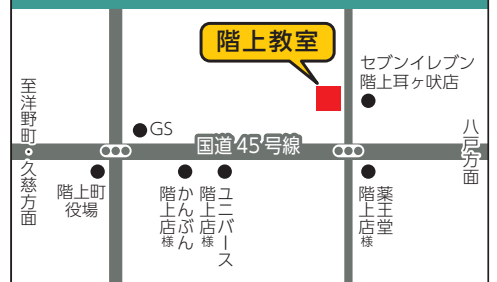 階上教室
セブンイレブン
階上耳ヶ吠店
至洋野町・久慈方面
GS
国道45号線
八戸方面
階上町
役場
かんぶん
階上店様
ユニバース
階上店様
薬王堂
階上店様